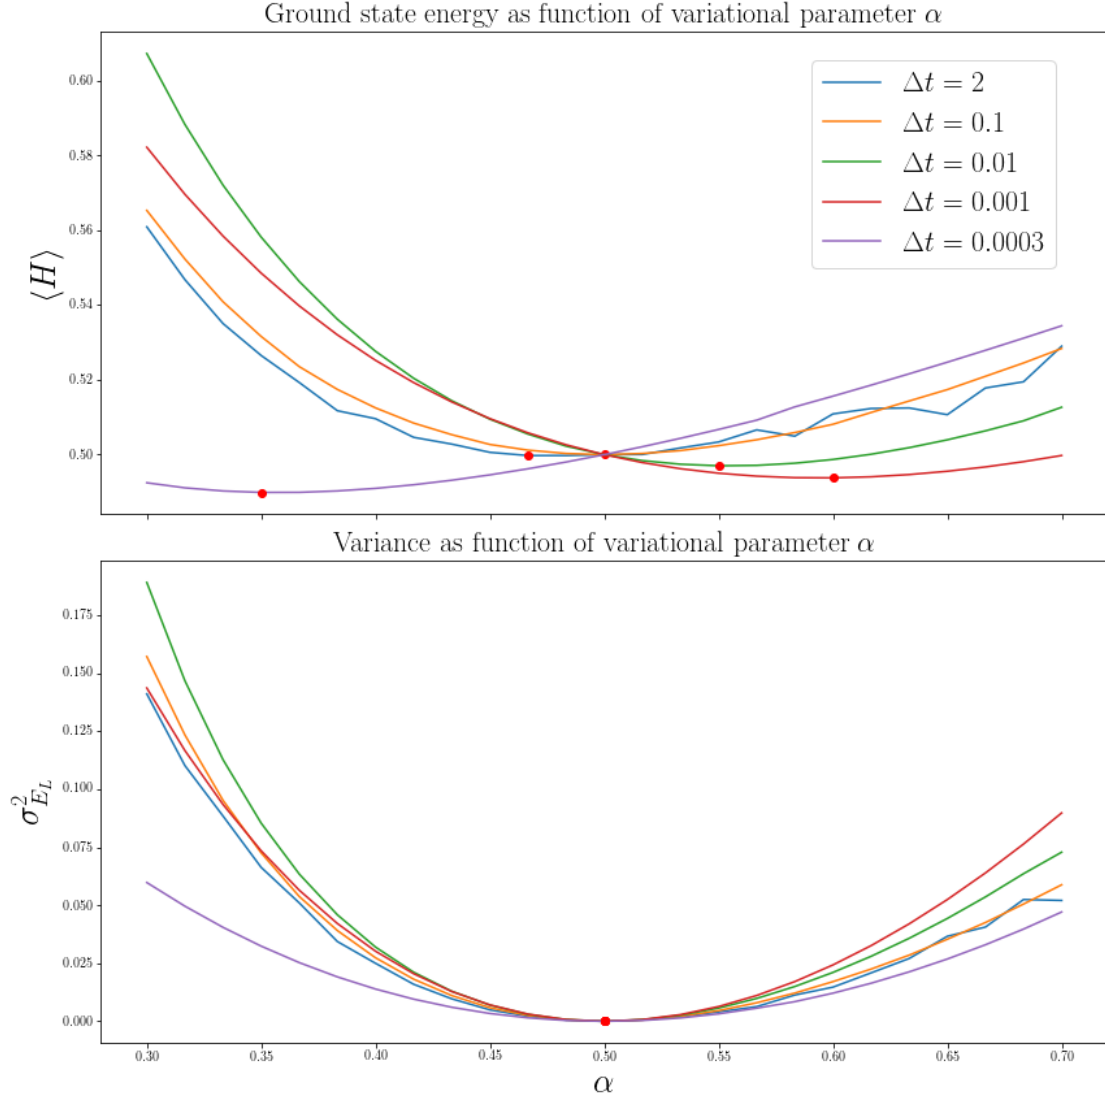 Ground state energy as function of variational parameter α
0.60
0.58
0.56
0.54
0.52
0.50
⟨H⟩
Δt = 2
Δt = 0.1
Δt = 0.01
Δt = 0.001
Δt = 0.0003
Variance as function of variational parameter α
0.175
0.150
0.125
0.100
0.075
0.050
0.025
0.000
σ²_{E_L}
0.30 0.35 0.40 0.45 0.50 0.55 0.60 0.65 0.70
α